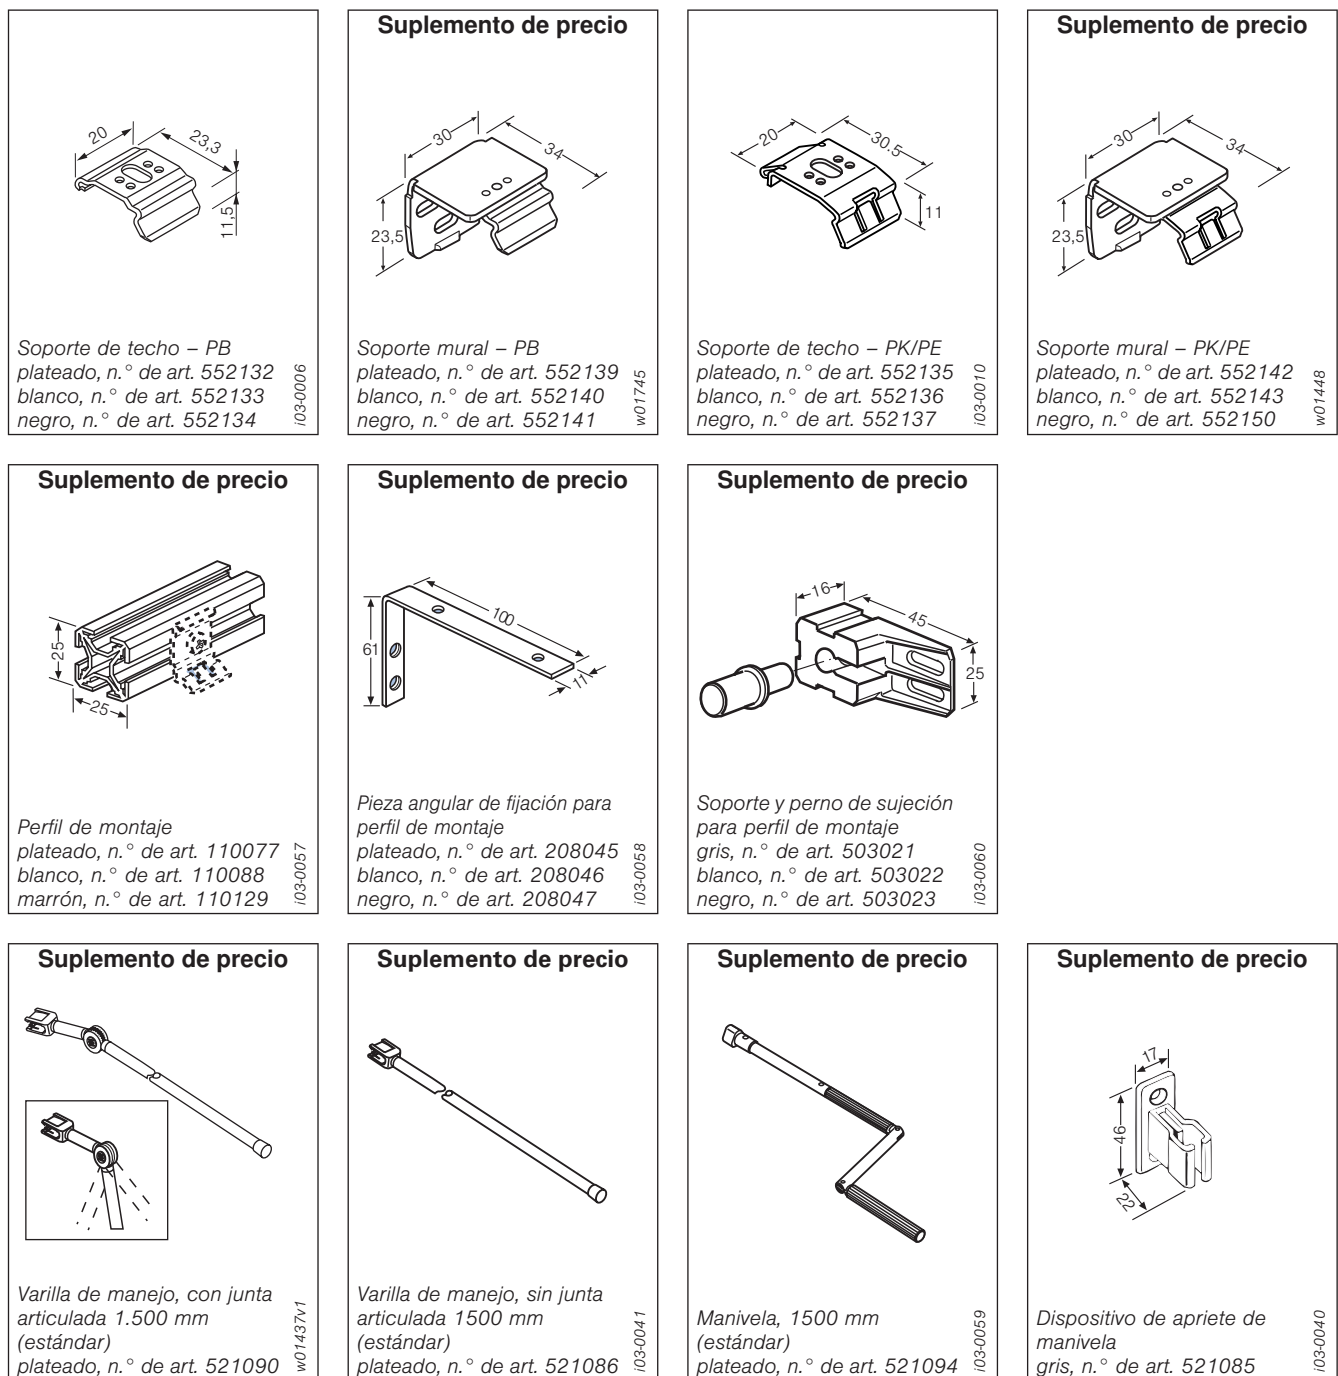 20
23,3
11,5
Soporte de techo – PB
plateado, n.° de art. 552132
blanco, n.° de art. 552133
negro, n.° de art. 552134
i03-0006
Suplemento de precio
30
34
23,5
Soporte mural – PB
plateado, n.° de art. 552139
blanco, n.° de art. 552140
negro, n.° de art. 552141
w01745
20
30.5
11
Soporte de techo – PK/PE
plateado, n.° de art. 552135
blanco, n.° de art. 552136
negro, n.° de art. 552137
i03-0010
Suplemento de precio
30
34
23,5
Soporte mural – PK/PE
plateado, n.° de art. 552142
blanco, n.° de art. 552143
negro, n.° de art. 552150
w01448
Suplemento de precio
25
25
Perfil de montaje
plateado, n.° de art. 110077
blanco, n.° de art. 110088
marrón, n.° de art. 110129
i03-0057
Suplemento de precio
100
61
11
Pieza angular de fijación para
perfil de montaje
plateado, n.° de art. 208045
blanco, n.° de art. 208046
negro, n.° de art. 208047
i03-0058
Suplemento de precio
16
45
25
Soporte y perno de sujeción
para perfil de montaje
gris, n.° de art. 503021
blanco, n.° de art. 503022
negro, n.° de art. 503023
i03-0060
Suplemento de precio
Varilla de manejo, con junta
articulada 1.500 mm
(estándar)
plateado, n.° de art. 521090
w01437v1
Suplemento de precio
Varilla de manejo, sin junta
articulada 1500 mm
(estándar)
plateado, n.° de art. 521086
i03-0041
Suplemento de precio
Manivela, 1500 mm
(estándar)
plateado, n.° de art. 521094
i03-0059
Suplemento de precio
17
46
22
Dispositivo de apriete de
manivela
gris, n.° de art. 521085
i03-0040